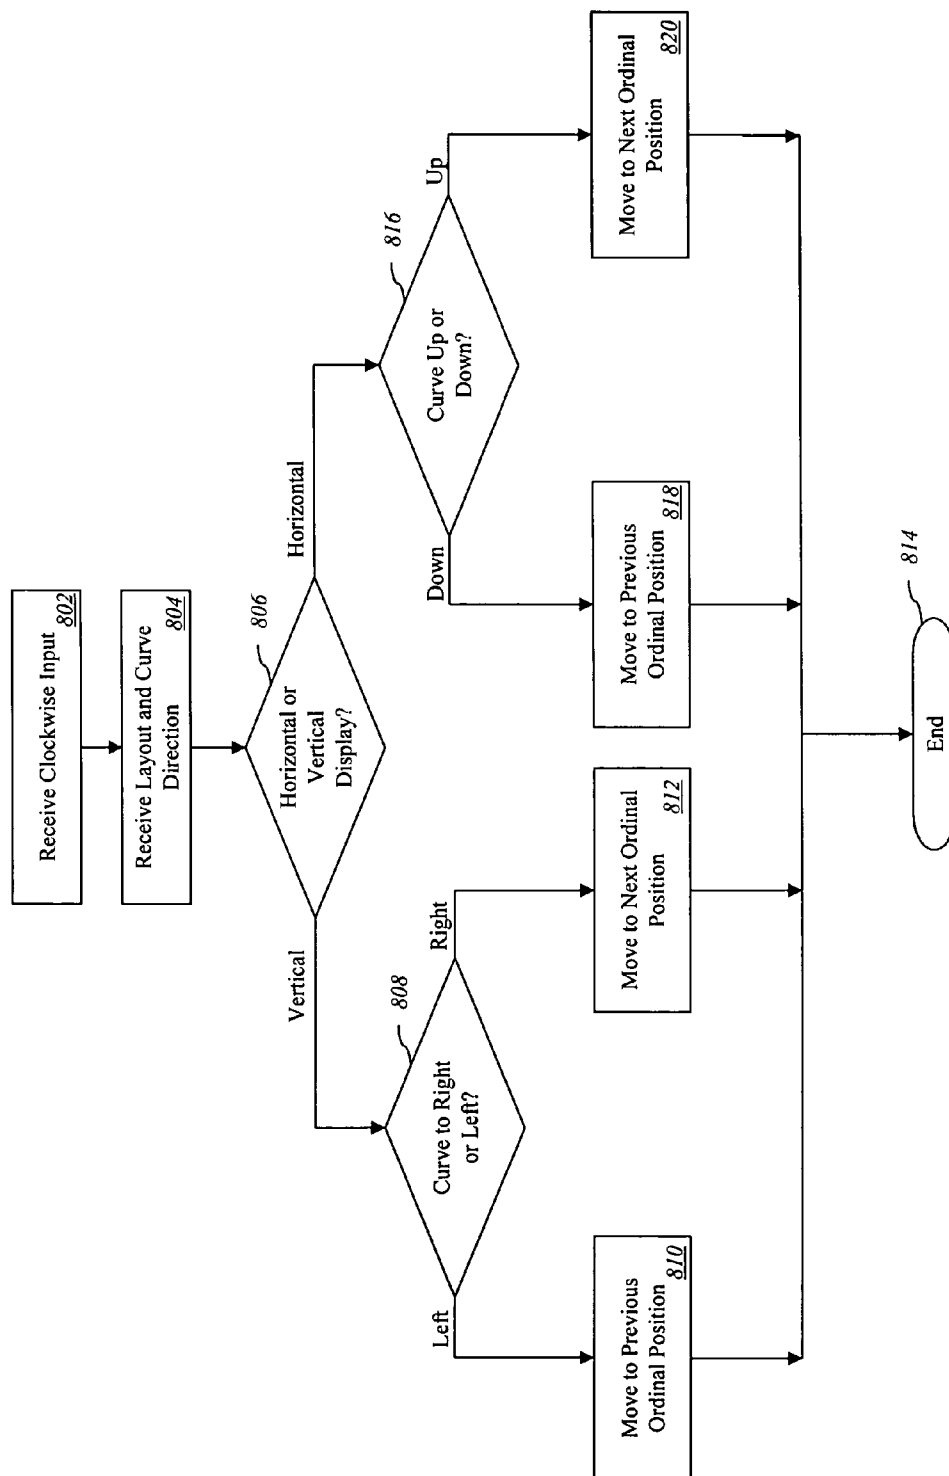 Receive Clockwise Input
802
Receive Layout and Curve
Direction
804
806
Horizontal or
Vertical
Display?
Vertical
Horizontal
808
Curve to Right
or Left?
Left
Right
816
Curve Up or
Down?
Down
Up
Move to Previous
Ordinal Position
810
Move to Next Ordinal
Position
812
Move to Previous
Ordinal Position
818
Move to Next Ordinal
Position
820
814
End